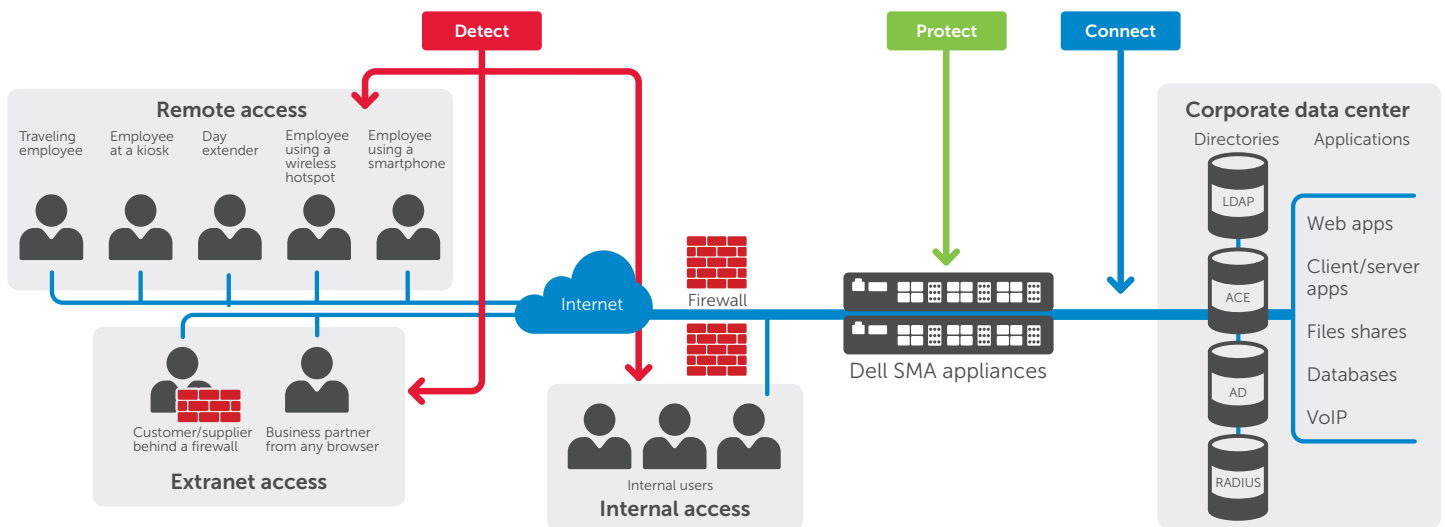 Detect
Protect
Connect
Remote access
Traveling
employee
Employee
at a kiosk
Day
extender
Employee
using a
wireless
hotspot
Employee
using a
smartphone
Internet
Firewall
Dell SMA appliances
Customer/supplier
behind a firewall
Business partner
from any browser
Extranet access
Internal users
Internal access
Corporate data center
Directories
Applications
LDAP
ACE
AD
RADIUS
Web apps
Client/server
apps
Files shares
Databases
VoIP